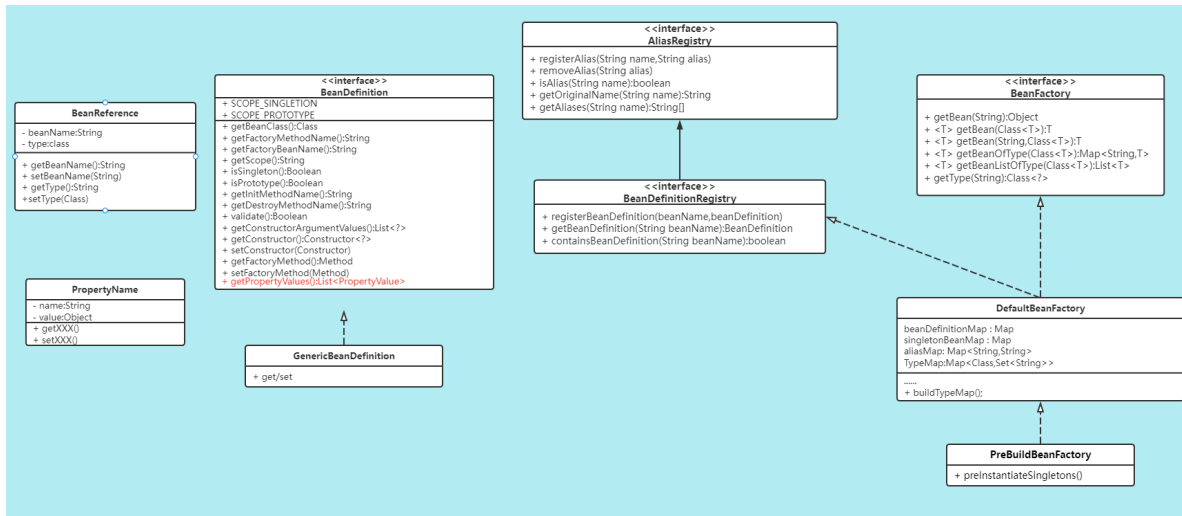 BeanReference
- beanName:String
- type:class
+ getBeanName():String
+ setBeanName(String)
+ getType():String
+setType(Class)
PropertyName
- name:String
- value:Object
+ getXXX()
+ setXXX()
<<interface>>
BeanDefinition
+ SCOPE_SINGLETION
+ SCOPE_PROTOTYPE
+ getBeanClass():Class
+ getFactoryMethodName():String
+ getFactoryBeanName():String
+ getScope():String
+ isSingleton():Boolean
+ isPrototype():Boolean
+ getInitMethodName():String
+ getDestroyMethodName():String
+ validate():Boolean
+ getConstructorArgumentValues():List<?>
+ getConstructor():Constructor<?>
+ setConstructor(Constructor)
+ getFactoryMethod():Method
+ setFactoryMethod(Method)
+ getPropertyValues():List<PropertyValue>
GenericBeanDefinition
+ get/set
<<interface>>
AliasRegistry
+ registerAlias(String name,String alias)
+ removeAlias(String alias)
+ isAlias(String name):boolean
+ getOriginalName(String name):String
+ getAliases(String name):String[]
<<interface>>
BeanDefinitionRegistry
+ registerBeanDefinition(beanName,beanDefinition)
+ getBeanDefinition(String beanName):BeanDefinition
+ containsBeanDefinition(String beanName):boolean
<<interface>>
BeanFactory
+ getBean(String):Object
+ <T> getBean(Class<T>):T
+ <T> getBean(String,Class<T>):T
+ <T> getBeanOfType(Class<T>):Map<String,T>
+ <T> getBeanListOfType(Class<T>):List<T>
+ getType(String):Class<?>
DefaultBeanFactory
beanDefinitionMap : Map
singletonBeanMap : Map
aliasMap: Map<String,String>
TypeMap:Map<Class,Set<String>>
......
+ buildTypeMap();
PreBuildBeanFactory
+ preInstantiateSingletons()